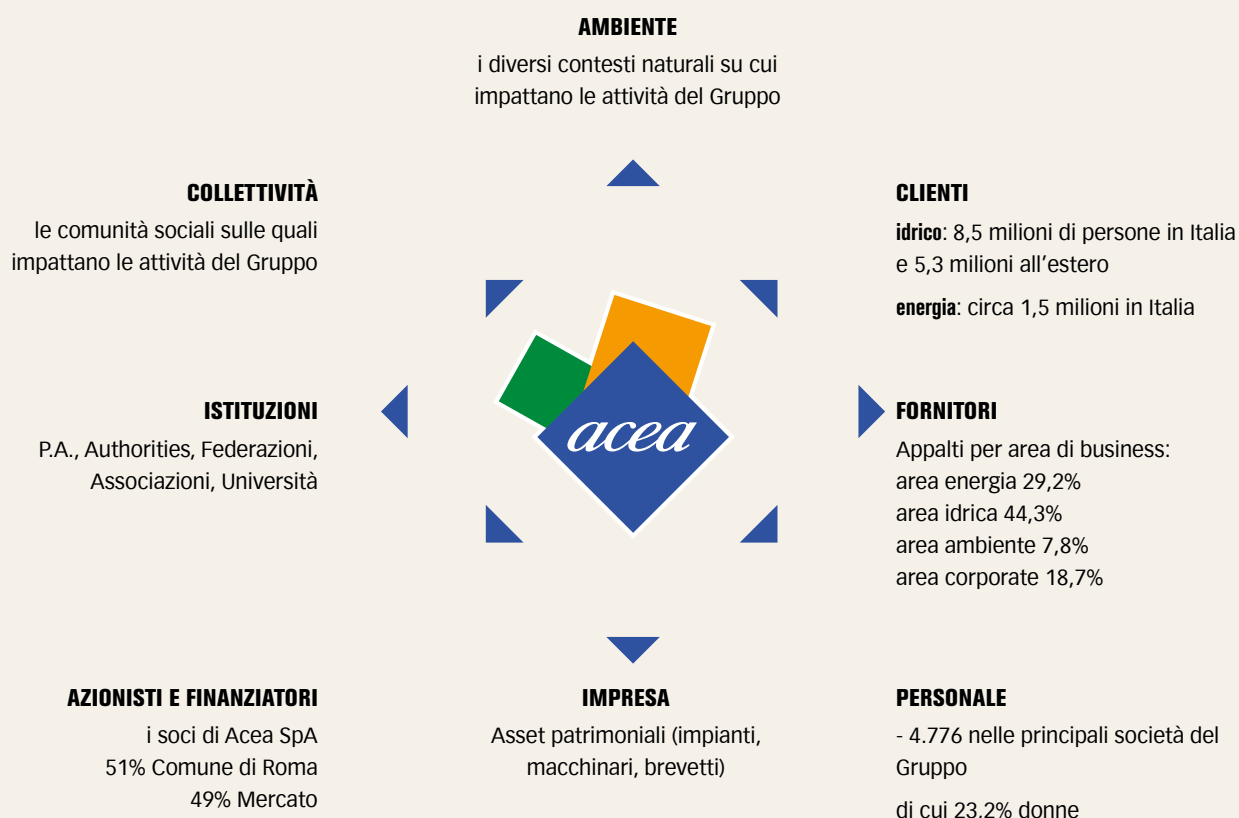 AMBIENTE
i diversi contesti naturali su cui
impattano le attività del Gruppo
COLLETTIVITÀ
le comunità sociali sulle quali
impattano le attività del Gruppo
CLIENTI
idrico: 8,5 milioni di persone in Italia
e 5,3 milioni all'estero
energia: circa 1,5 milioni in Italia
acea
ISTITUZIONI
P.A., Authorities, Federazioni,
Associazioni, Università
FORNITORI
Appalti per area di business:
area energia 29,2%
area idrica 44,3%
area ambiente 7,8%
area corporate 18,7%
AZIONISTI E FINANZIATORI
i soci di Acea SpA
51% Comune di Roma
49% Mercato
IMPRESA
Asset patrimoniali (impianti,
macchinari, brevetti)
PERSONALE
- 4.776 nelle principali società del
Gruppo
di cui 23,2% donne